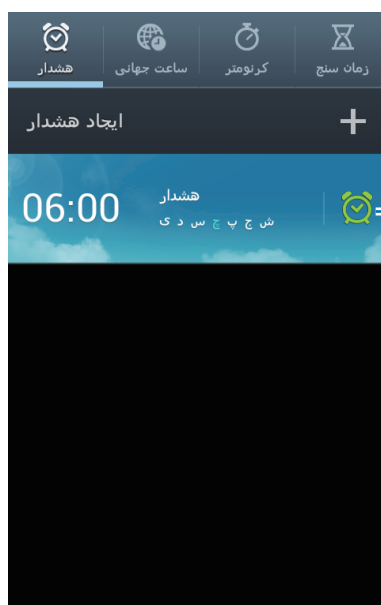 هشدار
ساعت جهانی
کرنومتر
زمان سنج
ایجاد هشدار
06:00
هشدار
ش ج پ چ س د ی